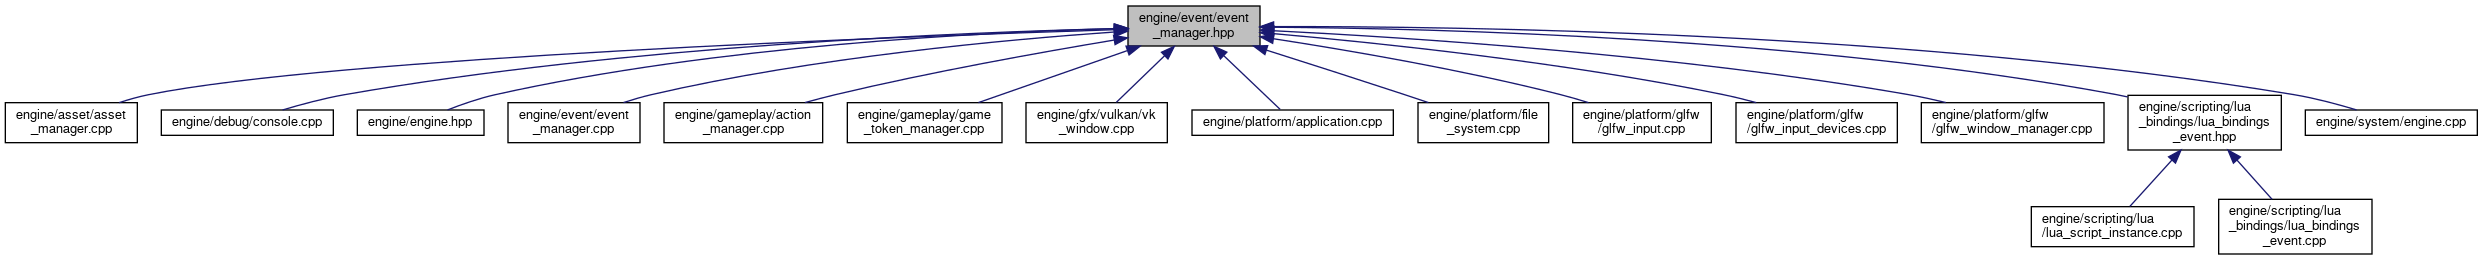 engine/event/event
_manager.hpp
engine/asset/asset
_manager.cpp
engine/debug/console.cpp
engine/engine.hpp
engine/event/event
_manager.cpp
engine/gameplay/action
_manager.cpp
engine/gameplay/game
_token_manager.cpp
engine/gfx/vulkan/vk
_window.cpp
engine/platform/application.cpp
engine/platform/file
_system.cpp
engine/platform/glfw
/glfw_input.cpp
engine/platform/glfw
/glfw_input_devices.cpp
engine/platform/glfw
/glfw_window_manager.cpp
engine/scripting/lua
_bindings/lua_bindings
_event.hpp
engine/system/engine.cpp
engine/scripting/lua
/lua_script_instance.cpp
engine/scripting/lua
_bindings/lua_bindings
_event.cpp